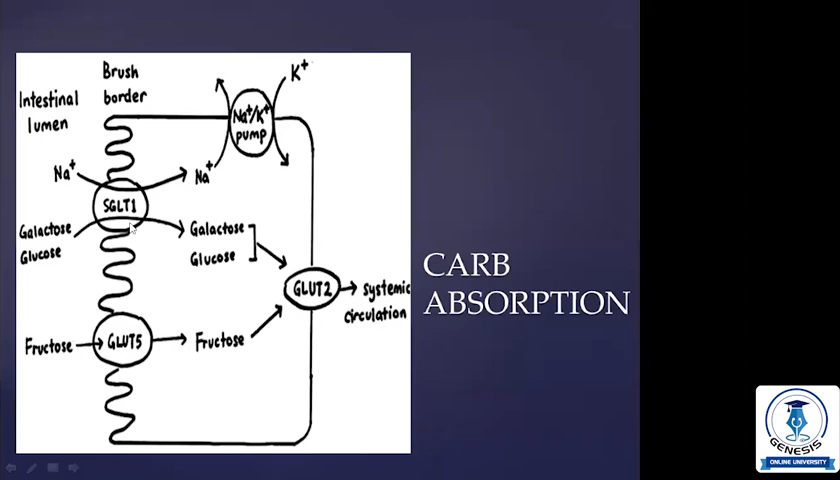 Brush
border
Intestinal
lumen
K+
Na+/K+
pump
Na+
Na+
SGLT1
Galactose
Glucose
Galactose
Glucose
GLUT2
systemic
circulation
Fructose
GLUT5
Fructose
CARB
ABSORPTION
GENESIS
ONLINE UNIVERSITY